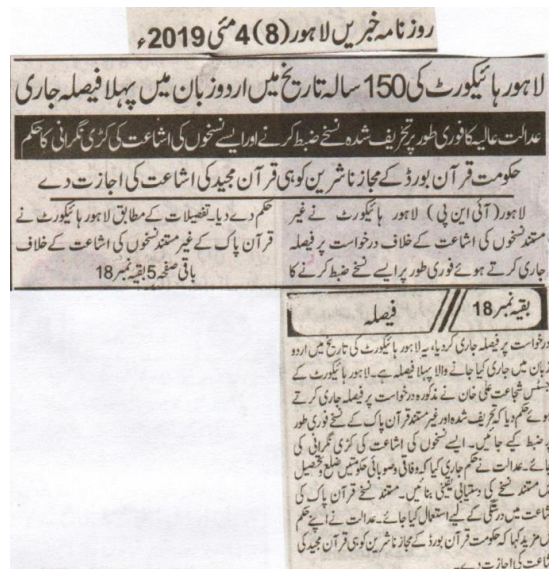 روزنامہ خبریں لاہور (8) 4 مئی 2019ء
لاہور ہائیکورٹ کی 150 سالہ تاریخ میں اردو زبان میں پہلا فیصلہ جاری
عدالت عالیہ کا فوری طور پر تحریف شدہ نسخے ضبط کرنے اور ایسے نسخوں کی اشاعت کی کڑی نگرانی کا حکم
حکومت قرآن بورڈ کے مجاز ناشرین کو ہی قرآن مجید کی اشاعت کی اجازت دے
لاہور (آئی این پی) لاہور ہائیکورٹ نے غیر
مستند نسخوں کی اشاعت کے خلاف درخواست پر فیصلہ
جاری کرتے ہوئے فوری طور پر ایسے نسخے ضبط کرنے کا
حکم دے دیا۔ تفصیلات کے مطابق لاہور ہائیکورٹ نے
قرآن پاک کے غیر مستند نسخوں کی اشاعت کے خلاف
باقی صفحہ 5 بقیہ نمبر 18
بقیہ نمبر 18 فیصلہ
درخواست پر فیصلہ جاری کر دیا، یہ لاہور ہائیکورٹ کی تاریخ میں اردو
زبان میں جاری کیا جانے والا پہلا فیصلہ ہے۔ لاہور ہائیکورٹ کے
جسٹس شجاعت علی خان نے مذکورہ درخواست پر فیصلہ جاری کرتے
ہوئے حکم دیا کہ تحریف شدہ اور غیر مستند قرآن پاک کے نسخے فوری طور
پر ضبط کیے جائیں۔ ایسے نسخوں کی اشاعت کی کڑی نگرانی کی
جائے۔ عدالت نے حکم جاری کیا کہ وفاقی و صوبائی حکومتیں ضلع و تحصیل
میں مستند نسخے کی دستیابی یقینی بنائیں۔ مستند نسخے قرآن پاک کی
اشاعت میں درستگی کے لیے استعمال کیا جائے۔ عدالت نے اپنے حکم
میں مزید کہا کہ حکومت قرآن بورڈ کے مجاز ناشرین کو ہی قرآن مجید کی
اشاعت کی اجازت دے۔